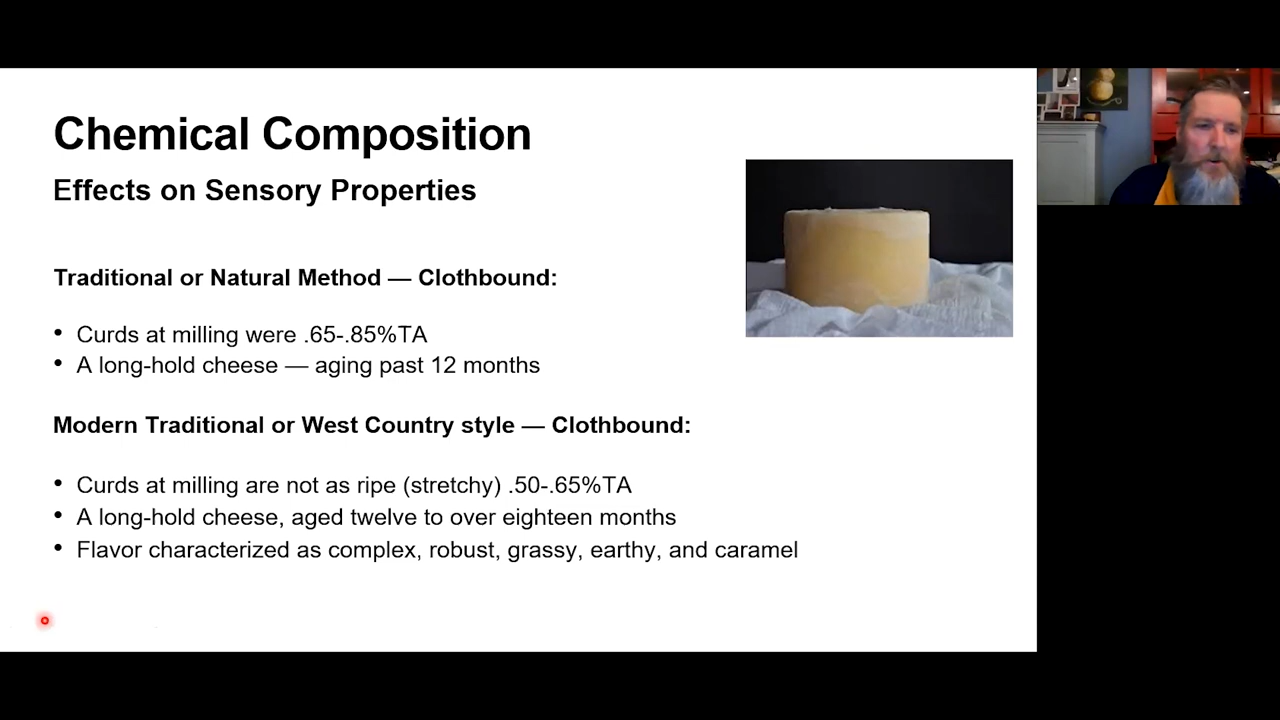 Chemical Composition
Effects on Sensory Properties
Traditional or Natural Method — Clothbound:
• Curds at milling were .65-.85%TA
• A long-hold cheese — aging past 12 months
Modern Traditional or West Country style — Clothbound:
• Curds at milling are not as ripe (stretchy) .50-.65%TA
• A long-hold cheese, aged twelve to over eighteen months
• Flavor characterized as complex, robust, grassy, earthy, and caramel